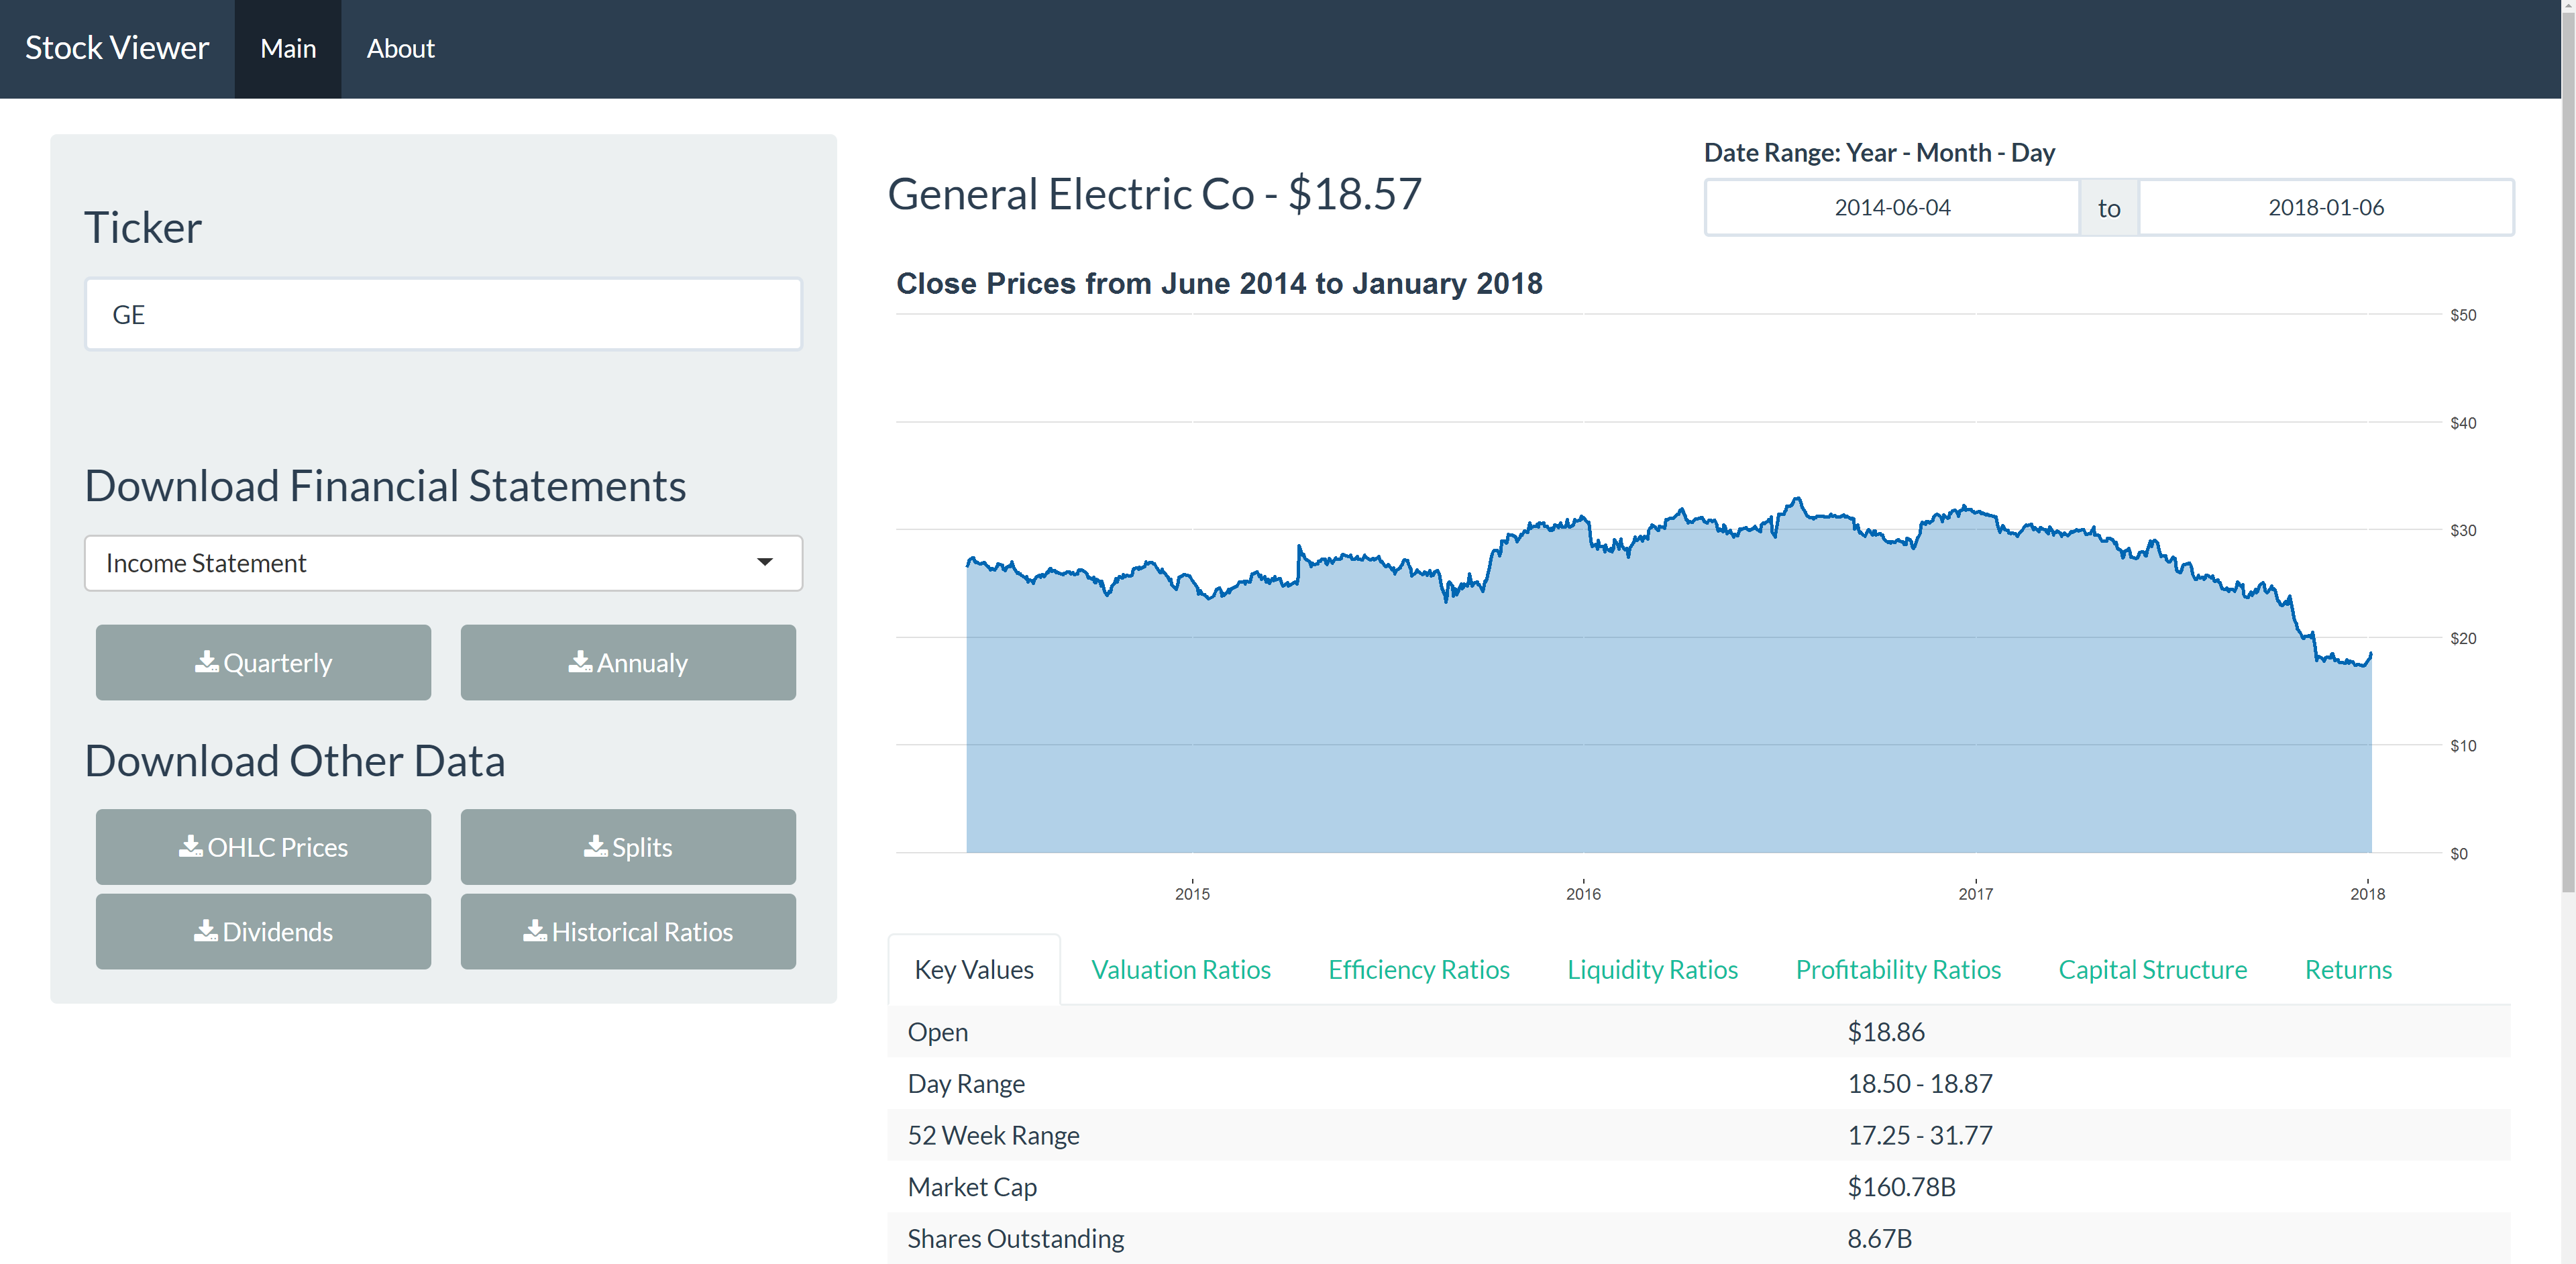 Stock Viewer Main About
Ticker
GE
Download Financial Statements
Income Statement
Quarterly Annualy
Download Other Data
OHLC Prices Splits
Dividends Historical Ratios
General Electric Co - $18.57
Date Range: Year - Month - Day
2014-06-04 to 2018-01-06
Close Prices from June 2014 to January 2018
$50
$40
$30
$20
$10
$0
2015 2016 2017 2018
Key Values Valuation Ratios Efficiency Ratios Liquidity Ratios Profitability Ratios Capital Structure Returns
Open $18.86
Day Range 18.50 - 18.87
52 Week Range 17.25 - 31.77
Market Cap $160.78B
Shares Outstanding 8.67B